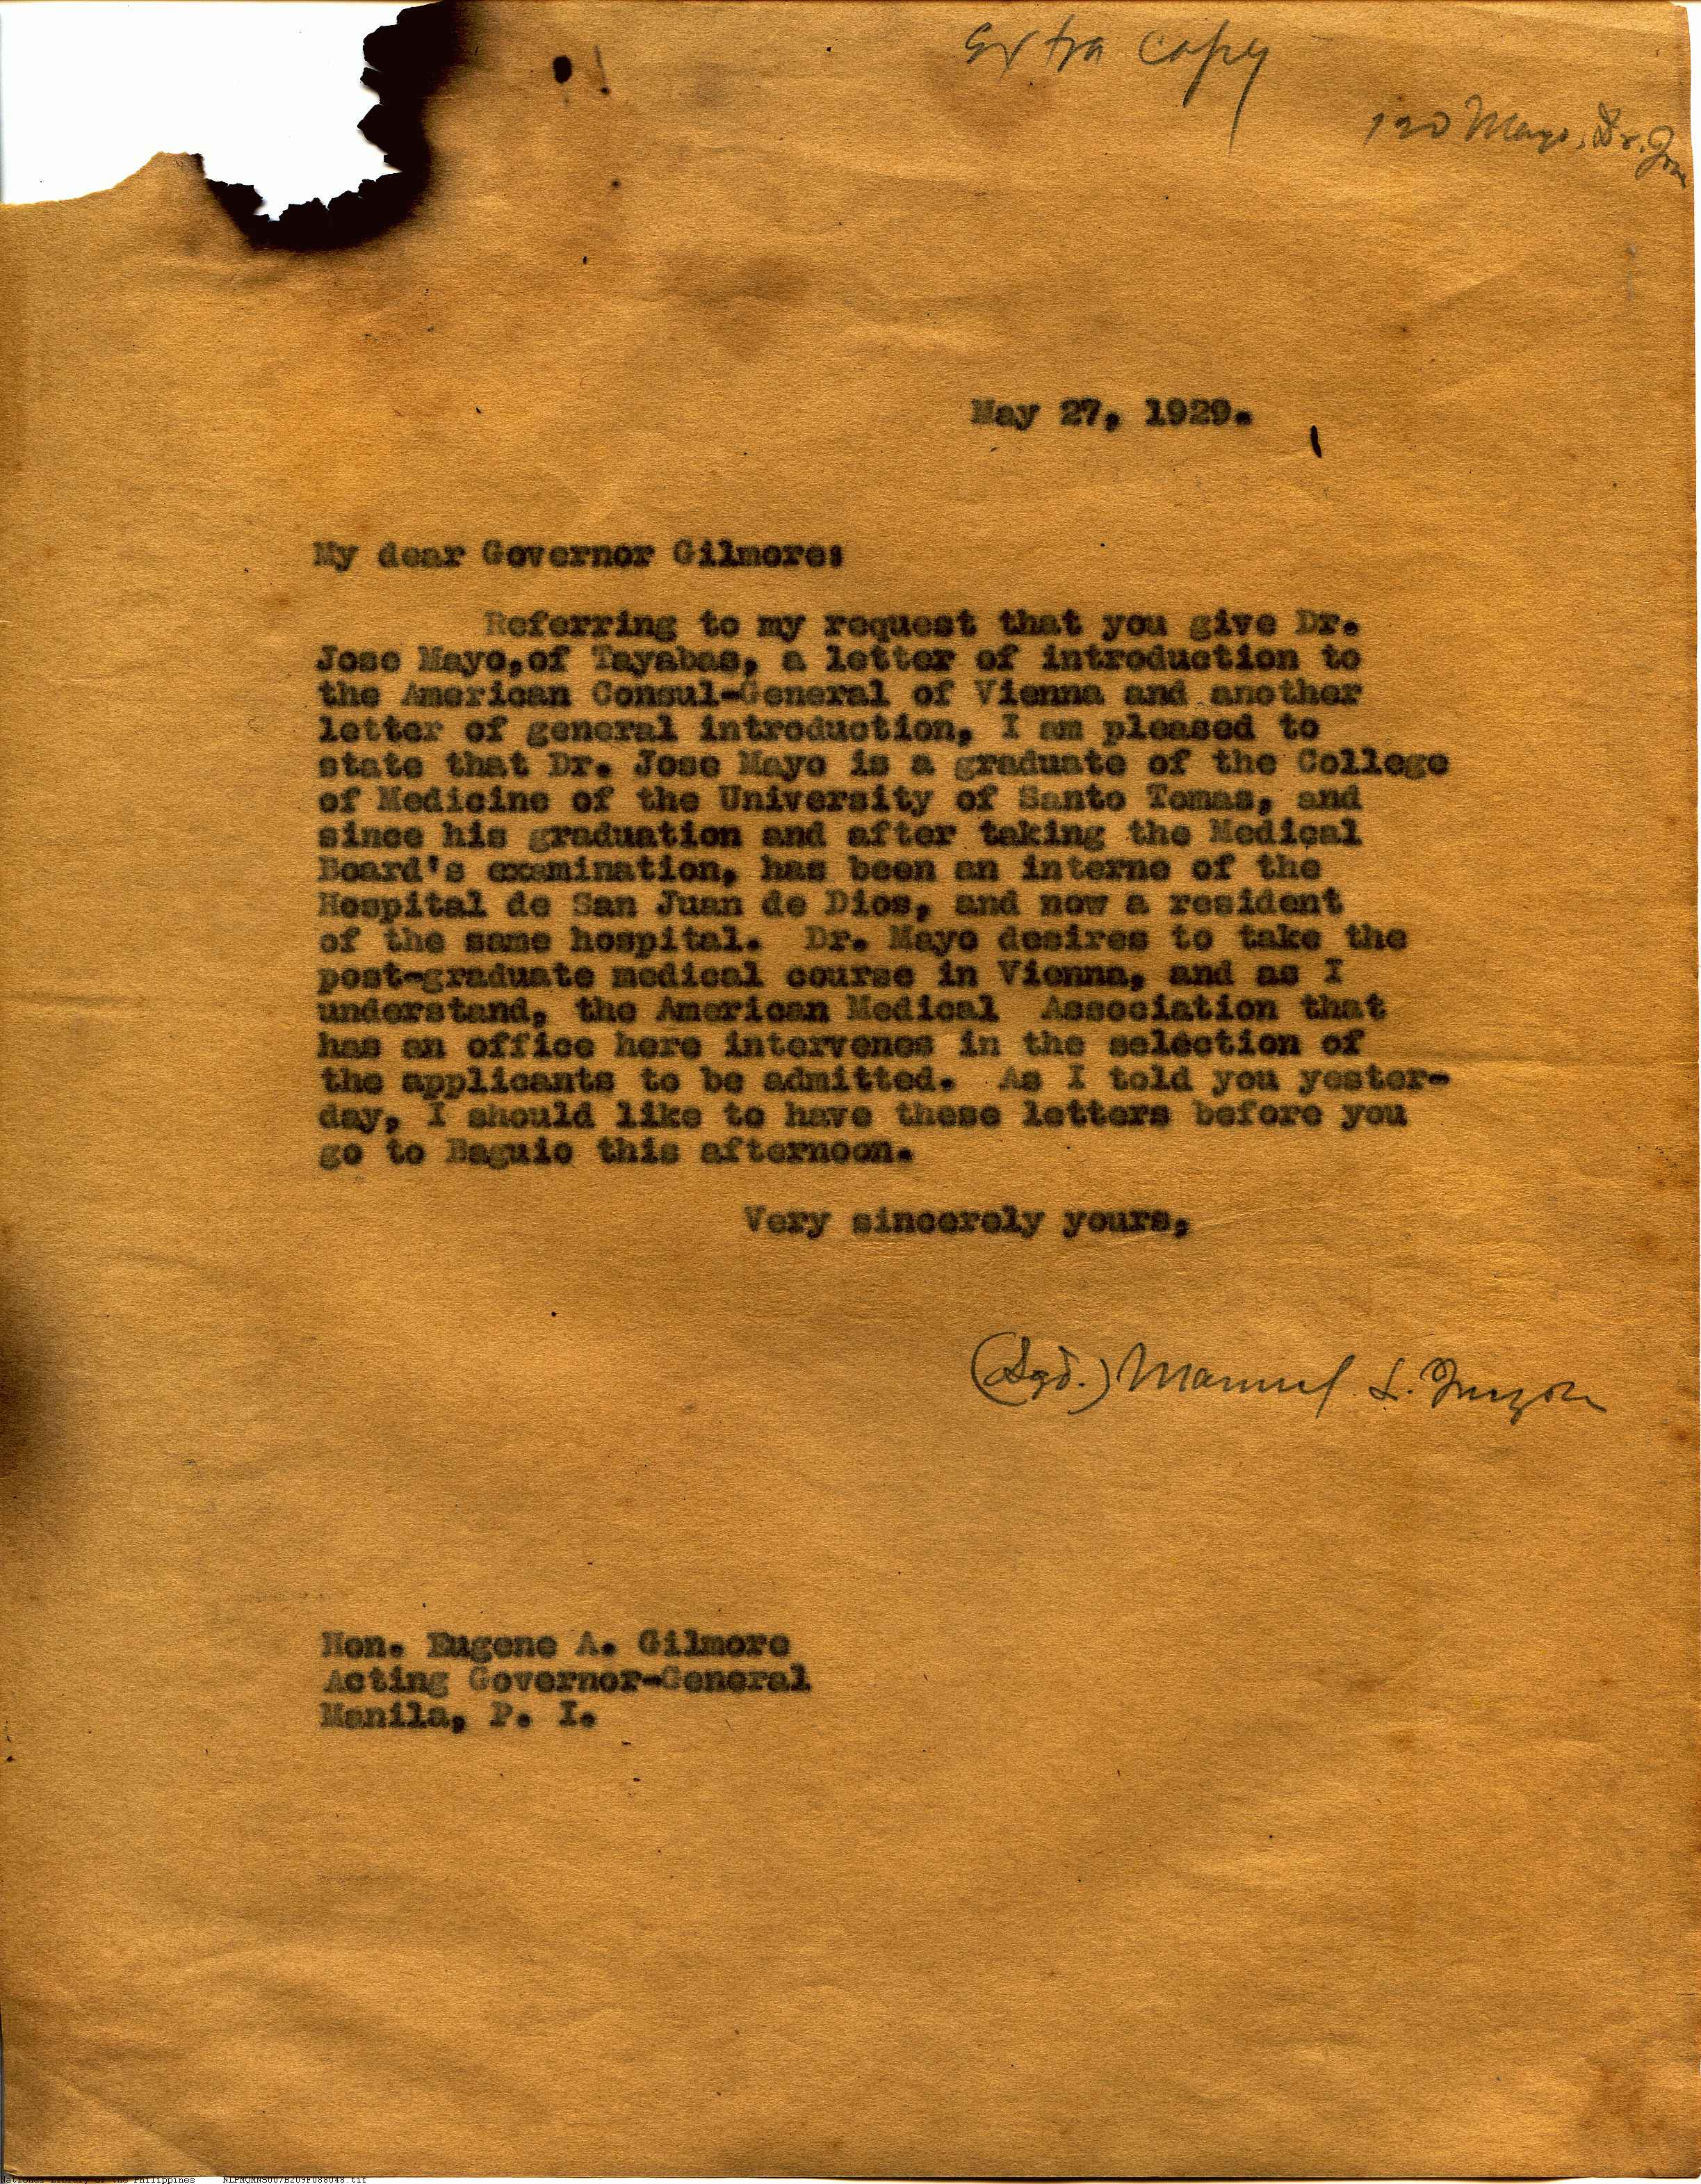 Extra copy
120 Mayo, Dr. Jose
May 27, 1929.
My dear Governor Gilmore:
Referring to my request that you give Dr.
Jose Mayo,of Tayabas, a letter of introduction to
the American Consul-General of Vienna and another
letter of general introduction, I am pleased to
state that Dr. Jose Mayo is a graduate of the College
of Medicine of the University of Santo Tomas, and
since his graduation and after taking the Medical
Board's examination, has been an interne of the
Hospital de San Juan de Dios, and now a resident
of the same hospital. Dr. Mayo desires to take the
post-graduate medical course in Vienna, and as I
understand, the American Medical Association that
has an office here intervenes in the selection of
the applicants to be admitted. As I told you yester-
day, I should like to have these letters before you
go to Baguio this afternoon.
Very sincerely yours,
(Sgd.) Manuel L. Quezon
Hon. Eugene A. Gilmore
Acting Governor-General
Manila, P. I.
National Library of the Philippines NLPMQMNS007B209F088048.tif